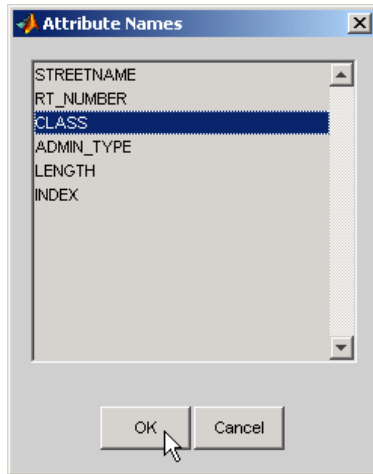 Attribute Names
STREETNAME
RT_NUMBER
CLASS
ADMIN_TYPE
LENGTH
INDEX
OK Cancel